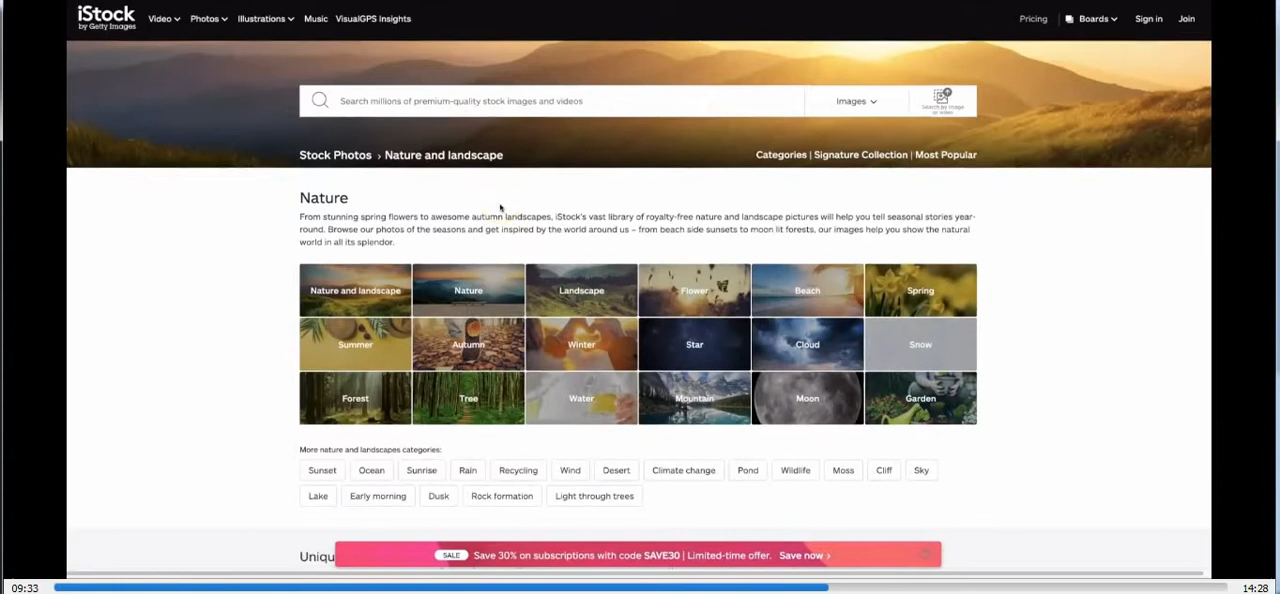 iStock
by Getty Images
Video Photos Illustrations Music VisualGPS Insights Pricing Boards Sign in Join
Search millions of premium-quality stock images and videos Images Search by image or video
Stock Photos › Nature and landscape Categories | Signature Collection | Most Popular
Nature
From stunning spring flowers to awesome autumn landscapes, iStock's vast library of royalty-free nature and landscape pictures will help you tell seasonal stories year-
round. Browse our photos of the seasons and get inspired by the world around us – from beach side sunsets to moon lit forests, our images help you show the natural
world in all its splendor.
Nature and landscape Nature Landscape Flower Beach Spring
Summer Autumn Winter Star Cloud Snow
Forest Tree Water Mountain Moon Garden
More nature and landscapes categories:
Sunset Ocean Sunrise Rain Recycling Wind Desert Climate change Pond Wildlife Moss Cliff Sky
Lake Early morning Dusk Rock formation Light through trees
Uniqu
SALE Save 30% on subscriptions with code SAVE30 | Limited-time offer. Save now ›
09:33 14:28